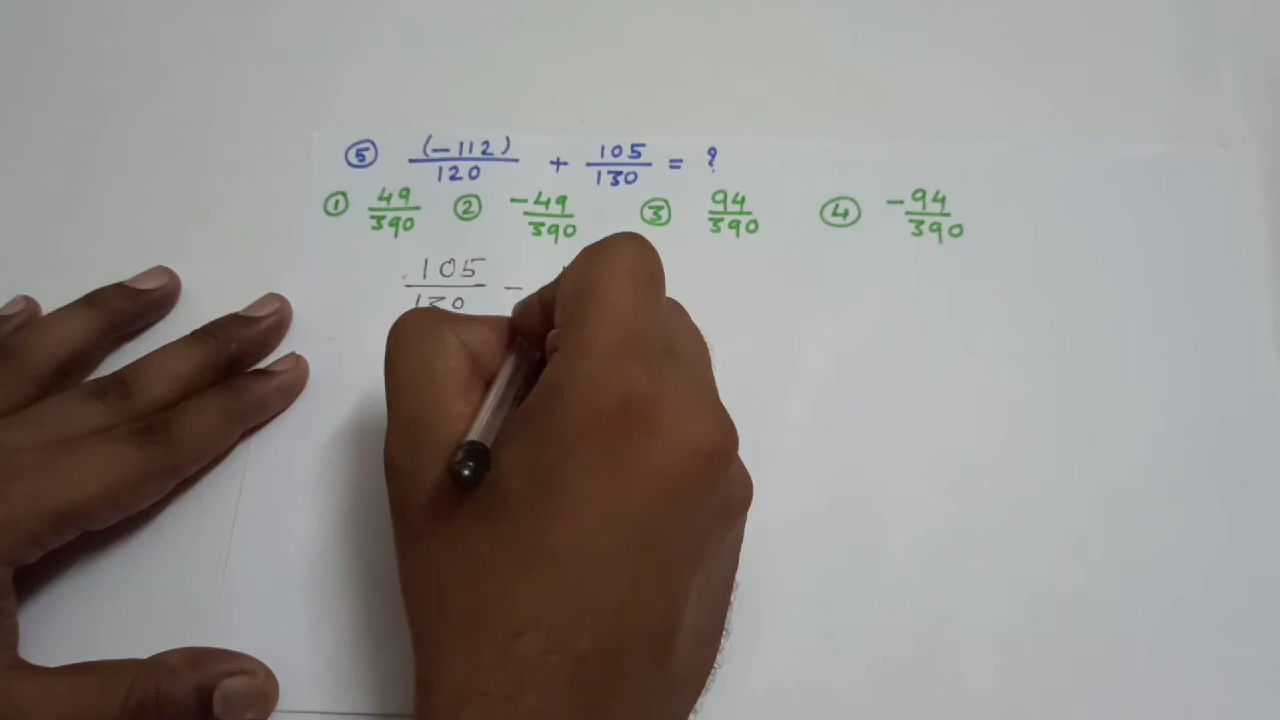 ⑤ (-112)/120 + 105/130 = ?
① 49/390 ② -49/390 ③ 94/390 ④ -94/390
105/130 -